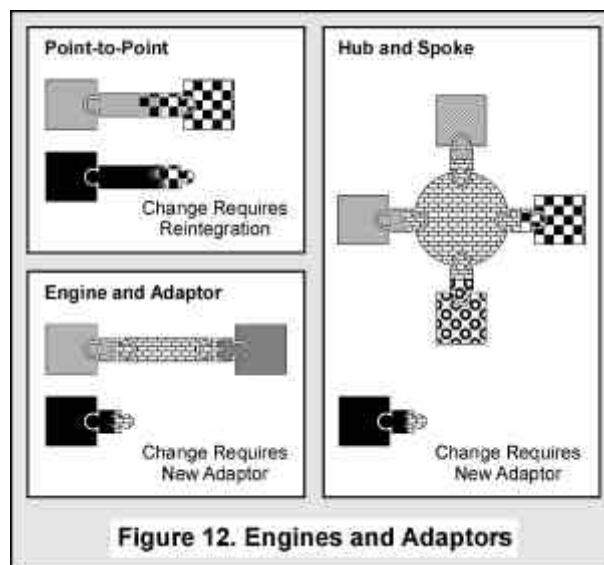 Point-to-Point
Change Requires
Reintegration
Engine and Adaptor
Change Requires
New Adaptor
Hub and Spoke
Change Requires
New Adaptor
Figure 12. Engines and Adaptors